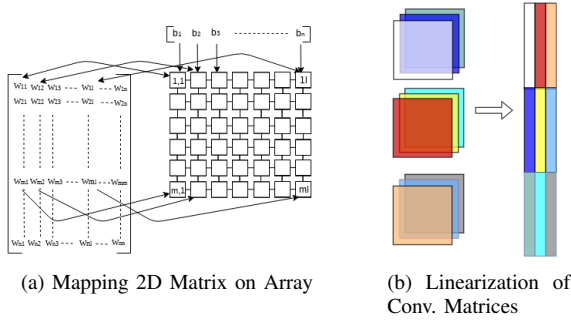 b1 b2 b3 bn
W11 W12 W13 W1l W1n
1,1 1l
W21 W22 W23 W2l W2n
Wm1 Wm2 Wm3 Wml Wmn
m,1 ml
Wn1 Wn2 Wn3 Wnl Wnn
(a) Mapping 2D Matrix on Array
(b) Linearization of
Conv. Matrices